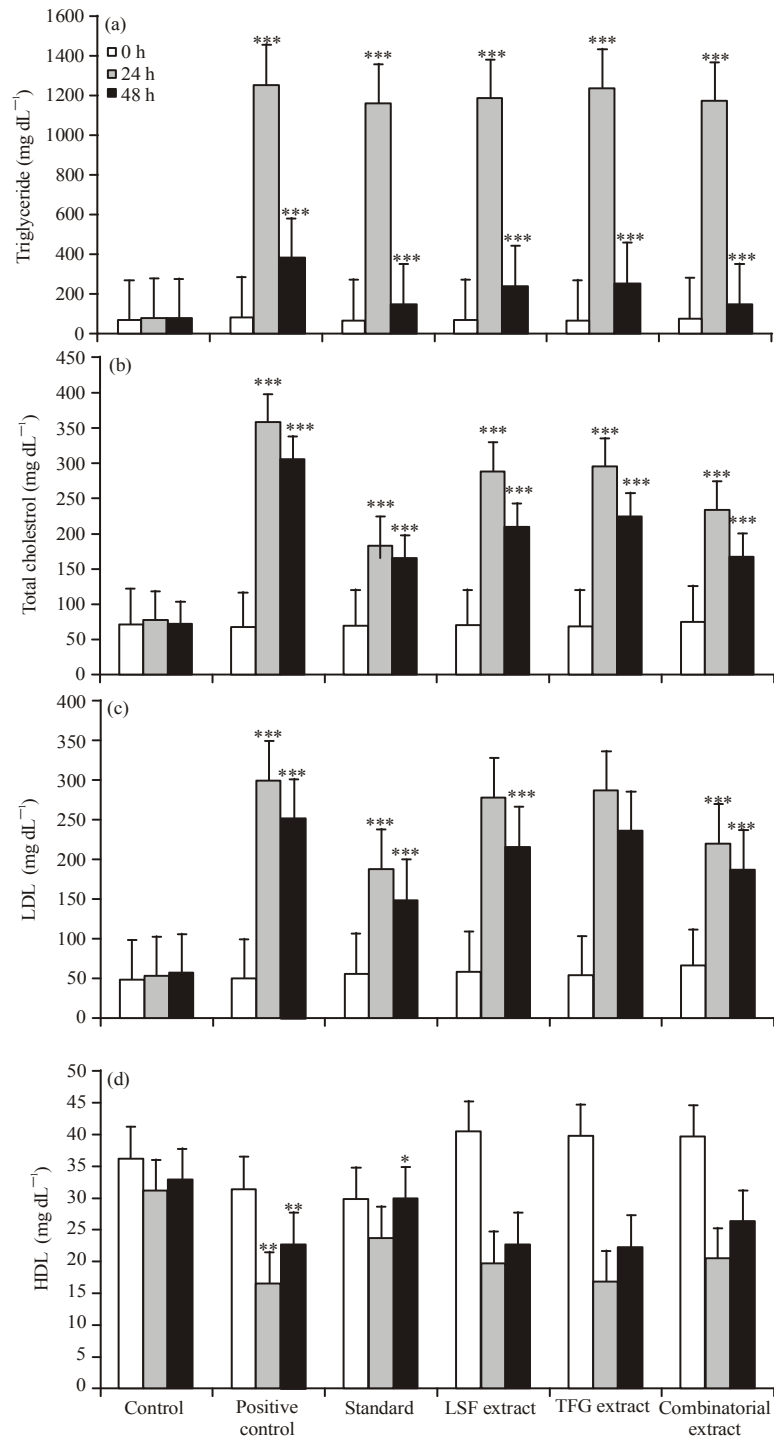 (a)
0 h
24 h
48 h
Triglyceride (mg dL⁻¹)
1600
1400
1200
1000
800
600
400
200
0
*** *** *** *** ***
*** *** *** *** ***
(b)
Total cholestrol (mg dL⁻¹)
450
400
350
300
250
200
150
100
50
0
*** *** *** *** ***
*** *** *** *** ***
(c)
LDL (mg dL⁻¹)
400
350
300
250
200
150
100
50
0
*** *** ***
*** *** *** ***
(d)
HDL (mg dL⁻¹)
50
45
40
35
30
25
20
15
10
5
0
** ** *
Control
Positive
control
Standard
LSF extract
TFG extract
Combinatorial
extract